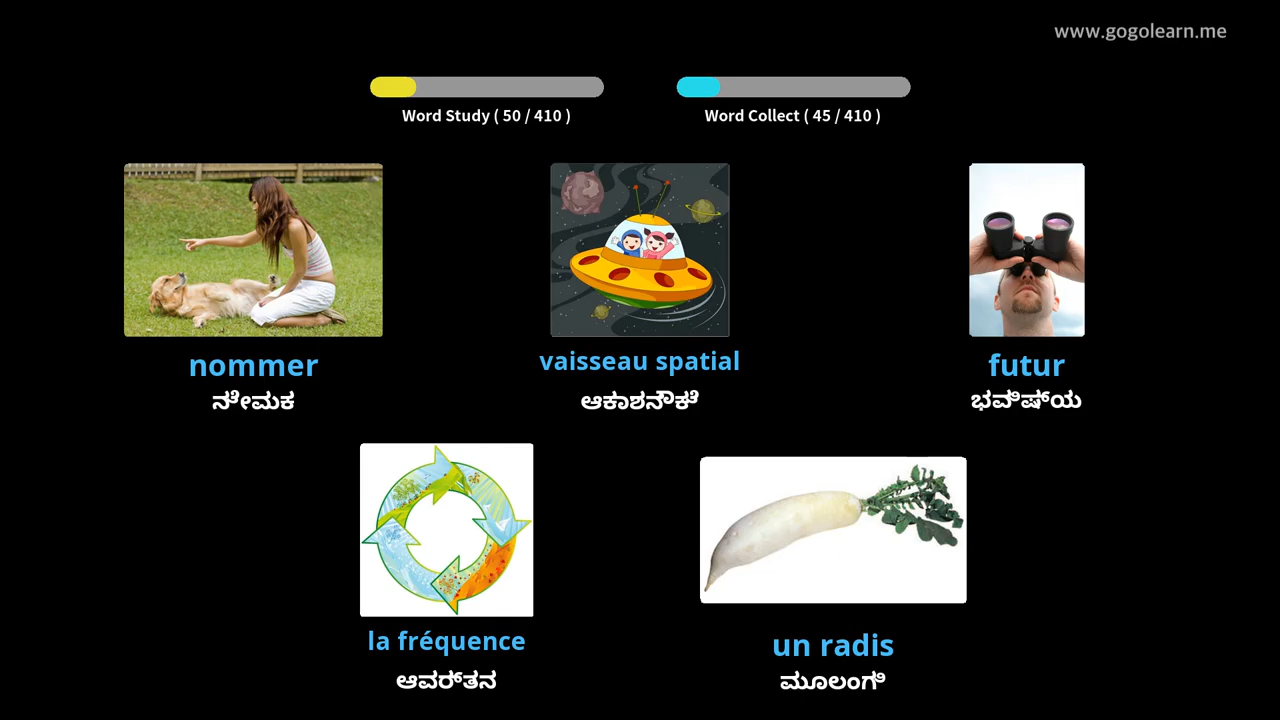 www.gogolearn.me
Word Study ( 50 / 410 )
Word Collect ( 45 / 410 )
nommer
ನೇಮಕ
vaisseau spatial
ಆಕಾಶನೌಕೆ
futur
ಭವಿಷ್ಯ
la fréquence
ಆವರ್ತನ
un radis
ಮೂಲಂಗಿ